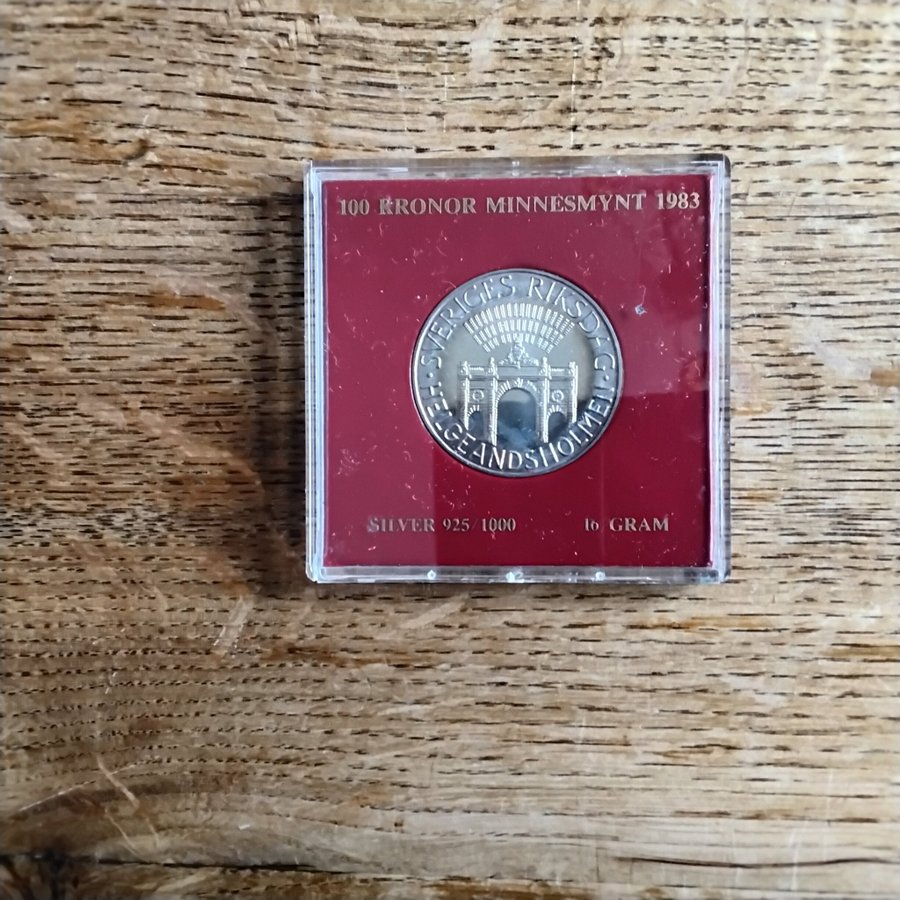 100 KRONOR MINNESMYNT 1983
SVERIGES RIKSDAG
· HELGEANDSHOLMEN ·
SILVER 925/1000 16 GRAM